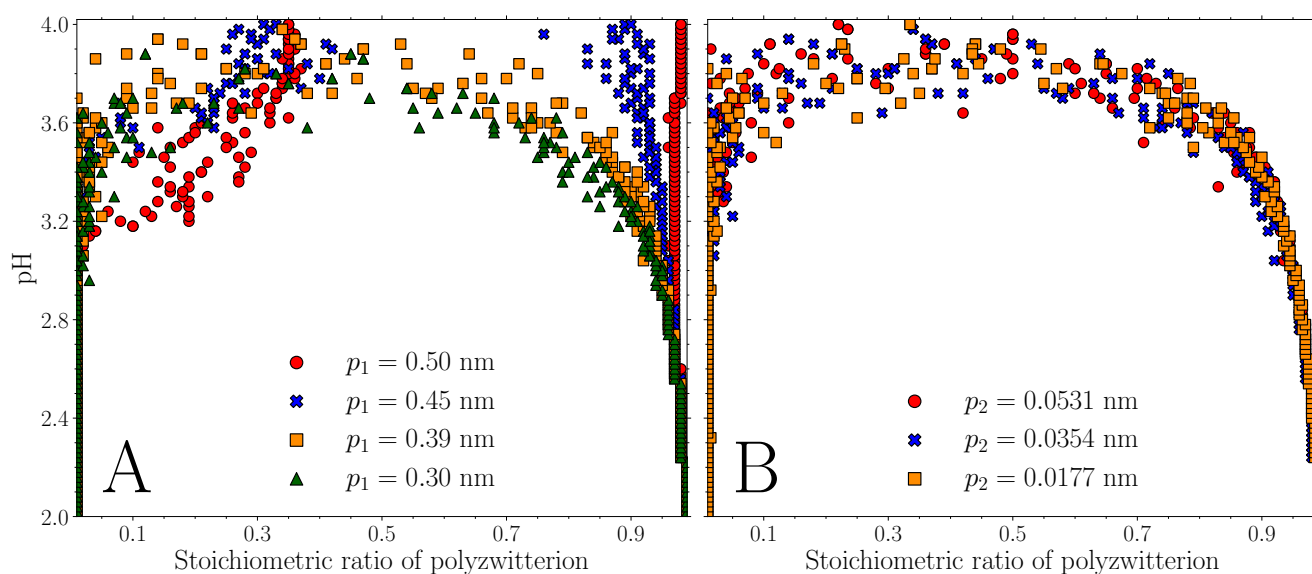 4.0
3.6
3.2
2.8
2.4
2.0
pH
p₁ = 0.50 nm
p₁ = 0.45 nm
p₁ = 0.39 nm
p₁ = 0.30 nm
A
0.1 0.3 0.5 0.7 0.9
Stoichiometric ratio of polyzwitterion
p₂ = 0.0531 nm
p₂ = 0.0354 nm
p₂ = 0.0177 nm
B
0.1 0.3 0.5 0.7 0.9
Stoichiometric ratio of polyzwitterion